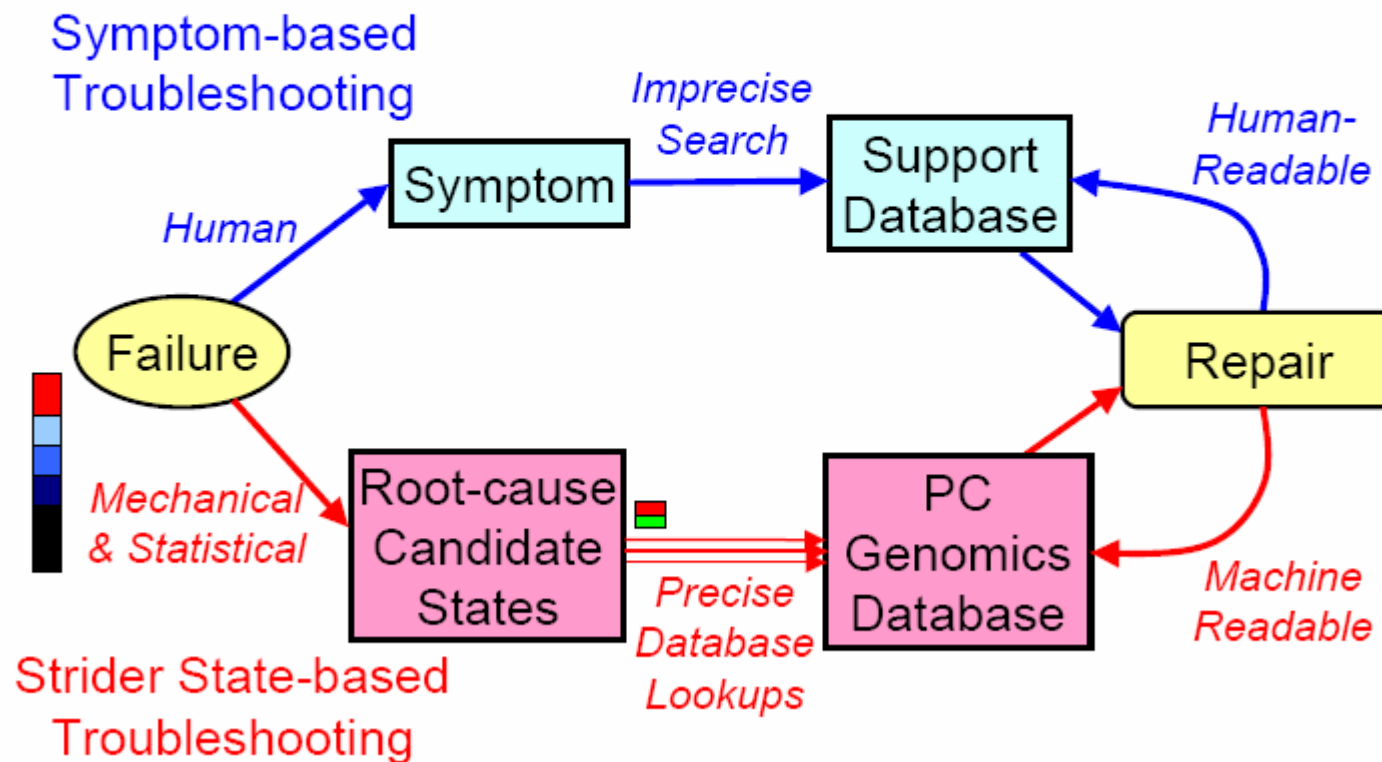 Symptom-based
Troubleshooting
Imprecise
Search
Human-
Readable
Symptom
Support
Database
Human
Failure
Repair
Mechanical
& Statistical
Root-cause
Candidate
States
Precise
Database
Lookups
PC
Genomics
Database
Machine
Readable
Strider State-based
Troubleshooting